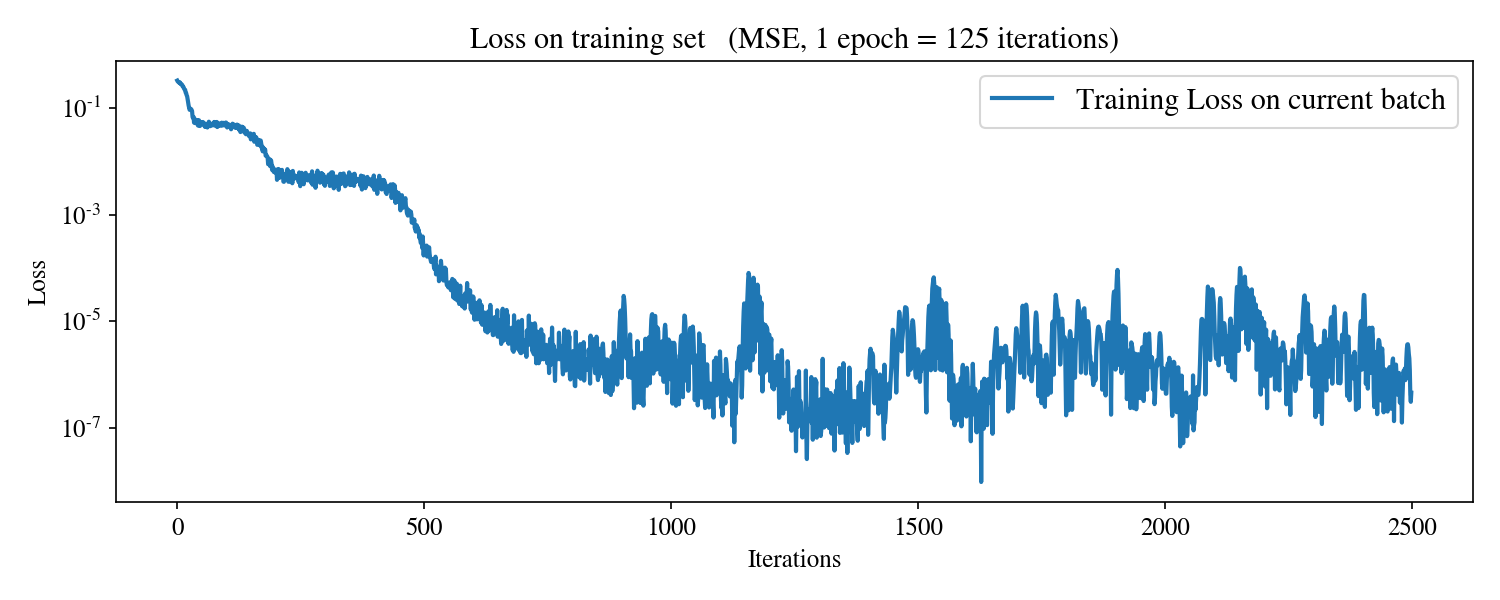 Loss on training set (MSE, 1 epoch = 125 iterations)
Training Loss on current batch
Loss
10-1
10-3
10-5
10-7
0 500 1000 1500 2000 2500
Iterations